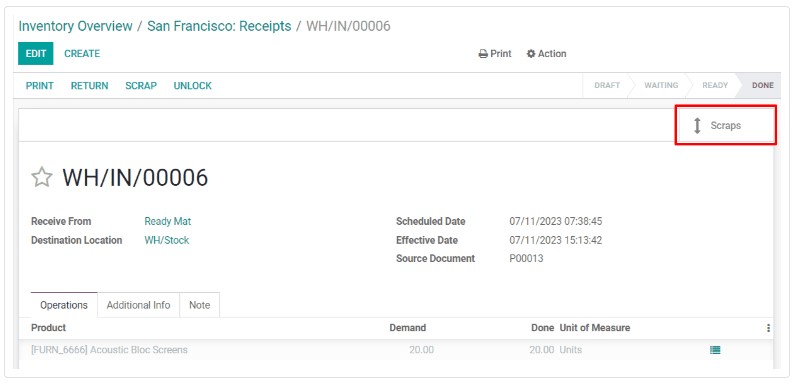 Inventory Overview / San Francisco: Receipts / WH/IN/00006
EDIT CREATE Print Action
PRINT RETURN SCRAP UNLOCK DRAFT WAITING READY DONE
Scraps
WH/IN/00006
Receive From Ready Mat Scheduled Date 07/11/2023 07:38:45
Destination Location WH/Stock Effective Date 07/11/2023 15:13:42
Source Document P00013
Operations Additional Info Note
Product Demand Done Unit of Measure
[FURN_6666] Acoustic Bloc Screens 20.00 20.00 Units